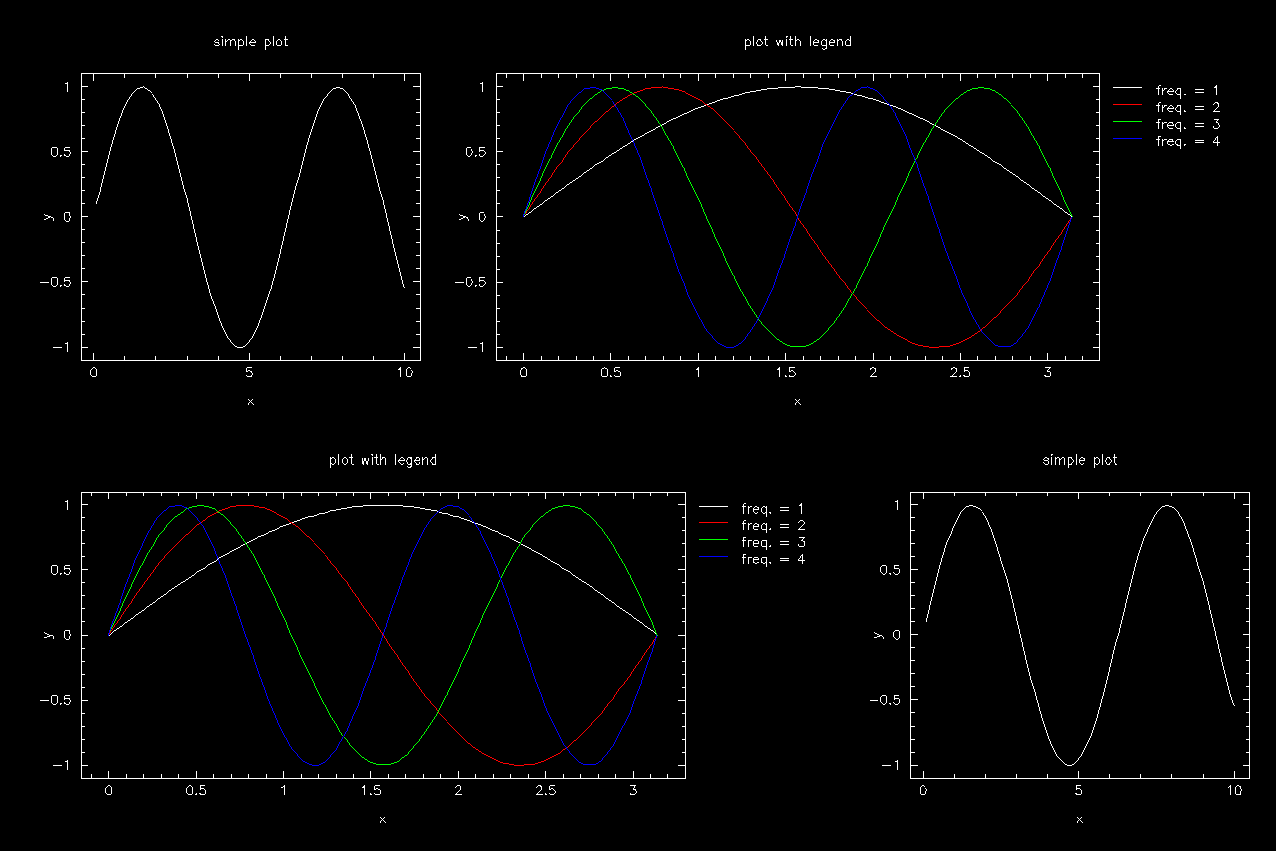 simple plot
1
0.5
y 0
−0.5
−1
0 5 10
x
plot with legend
1
0.5
y 0
−0.5
−1
0 0.5 1 1.5 2 2.5 3
x
freq. = 1
freq. = 2
freq. = 3
freq. = 4
plot with legend
1
0.5
y 0
−0.5
−1
0 0.5 1 1.5 2 2.5 3
x
freq. = 1
freq. = 2
freq. = 3
freq. = 4
simple plot
1
0.5
y 0
−0.5
−1
0 5 10
x